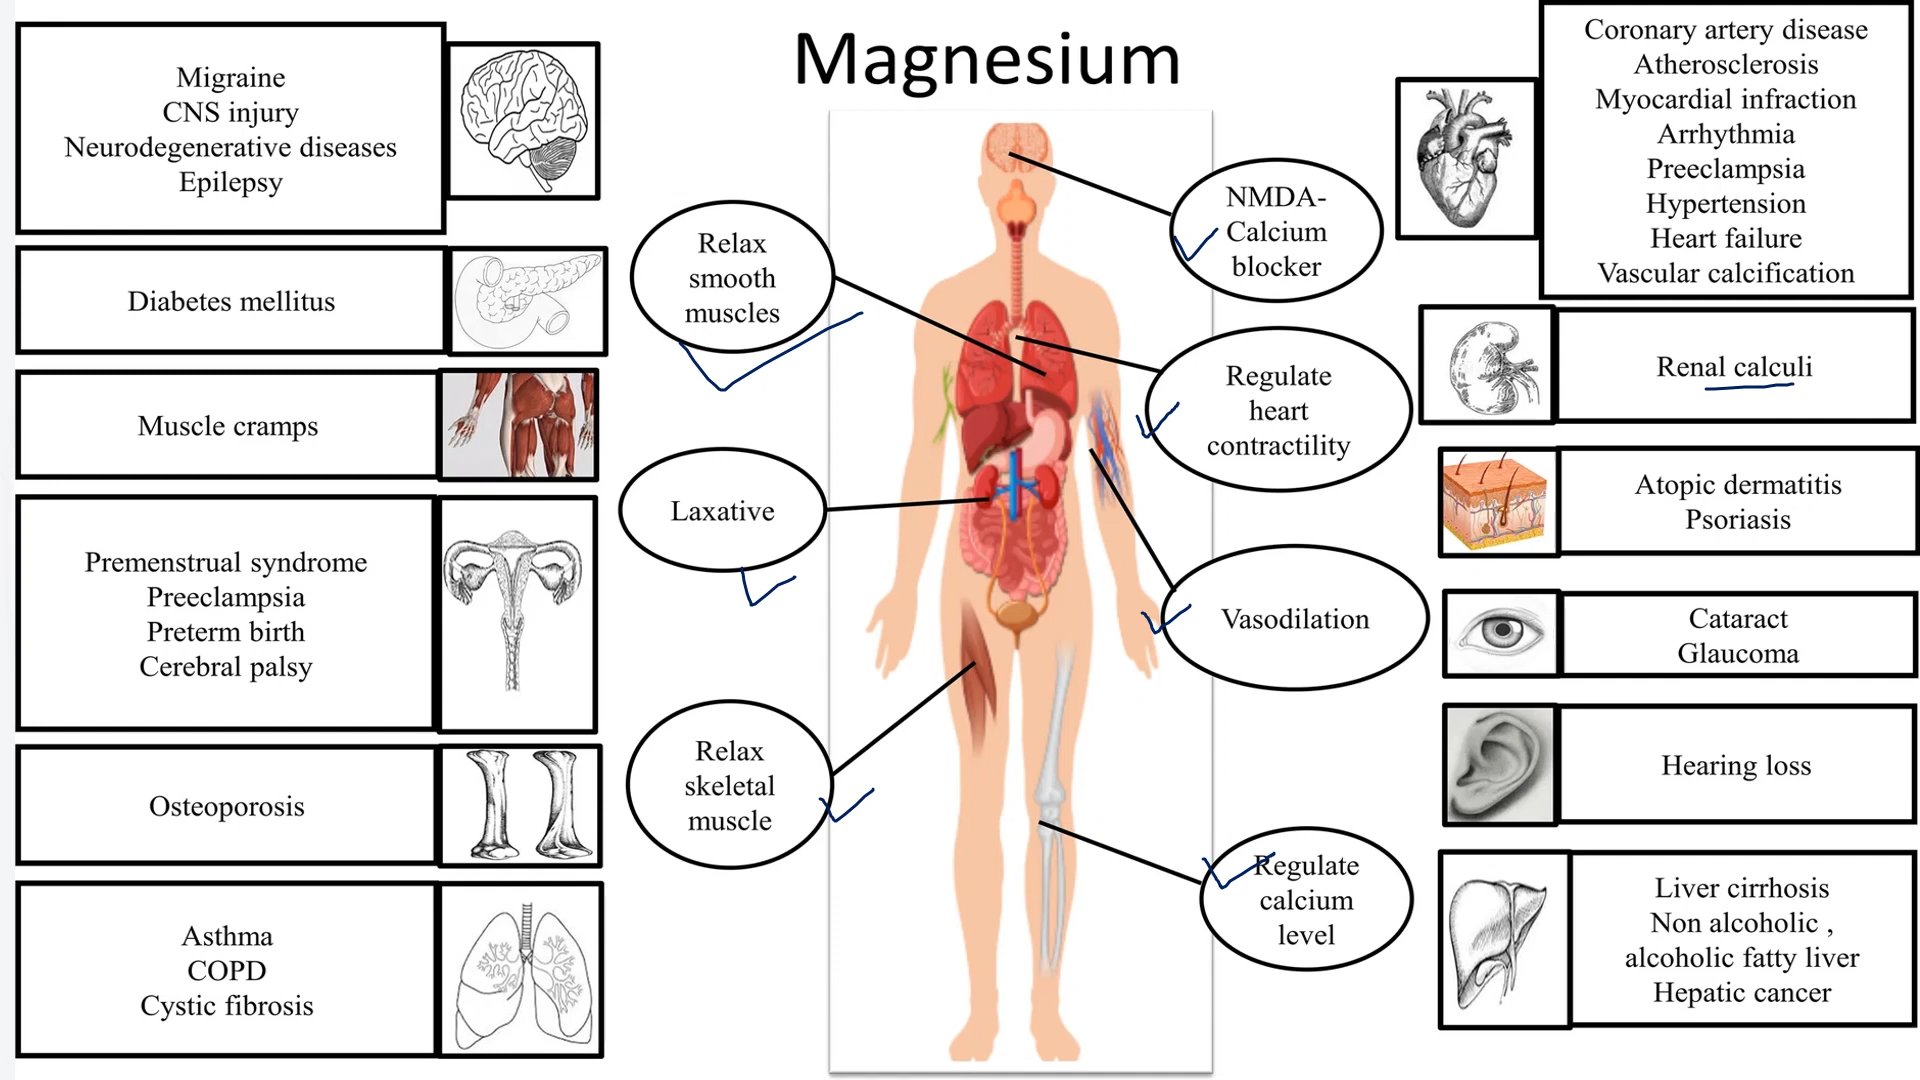 Magnesium
Migraine
CNS injury
Neurodegenerative diseases
Epilepsy
Diabetes mellitus
Muscle cramps
Premenstrual syndrome
Preeclampsia
Preterm birth
Cerebral palsy
Osteoporosis
Asthma
COPD
Cystic fibrosis
Relax
smooth
muscles
Laxative
Relax
skeletal
muscle
NMDA-
Calcium
blocker
Regulate
heart
contractility
Vasodilation
Regulate
calcium
level
Coronary artery disease
Atherosclerosis
Myocardial infraction
Arrhythmia
Preeclampsia
Hypertension
Heart failure
Vascular calcification
Renal calculi
Atopic dermatitis
Psoriasis
Cataract
Glaucoma
Hearing loss
Liver cirrhosis
Non alcoholic ,
alcoholic fatty liver
Hepatic cancer